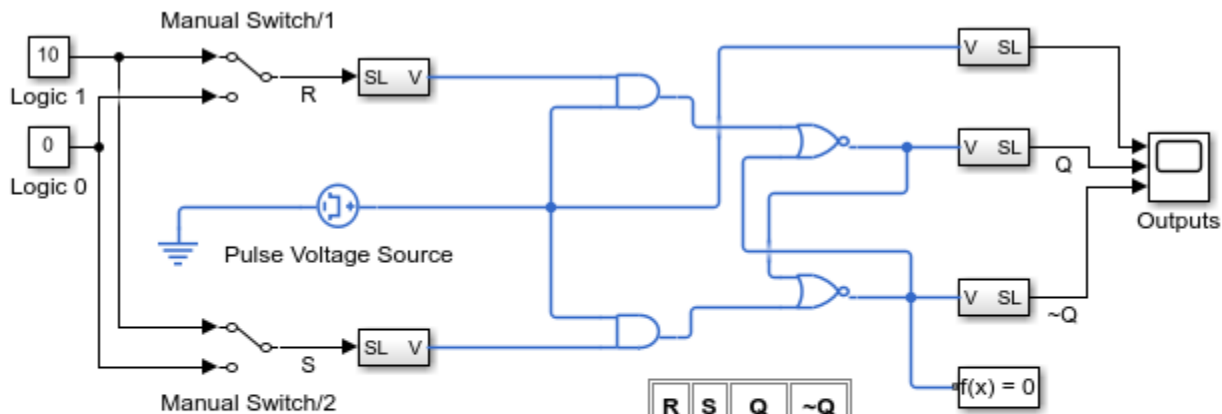 Manual Switch/1
10
Logic 1
R
SL V
V SL
0
Logic 0
V SL
Q
Outputs
Pulse Voltage Source
V SL
~Q
S
SL V
Manual Switch/2
f(x) = 0
R S Q ~Q